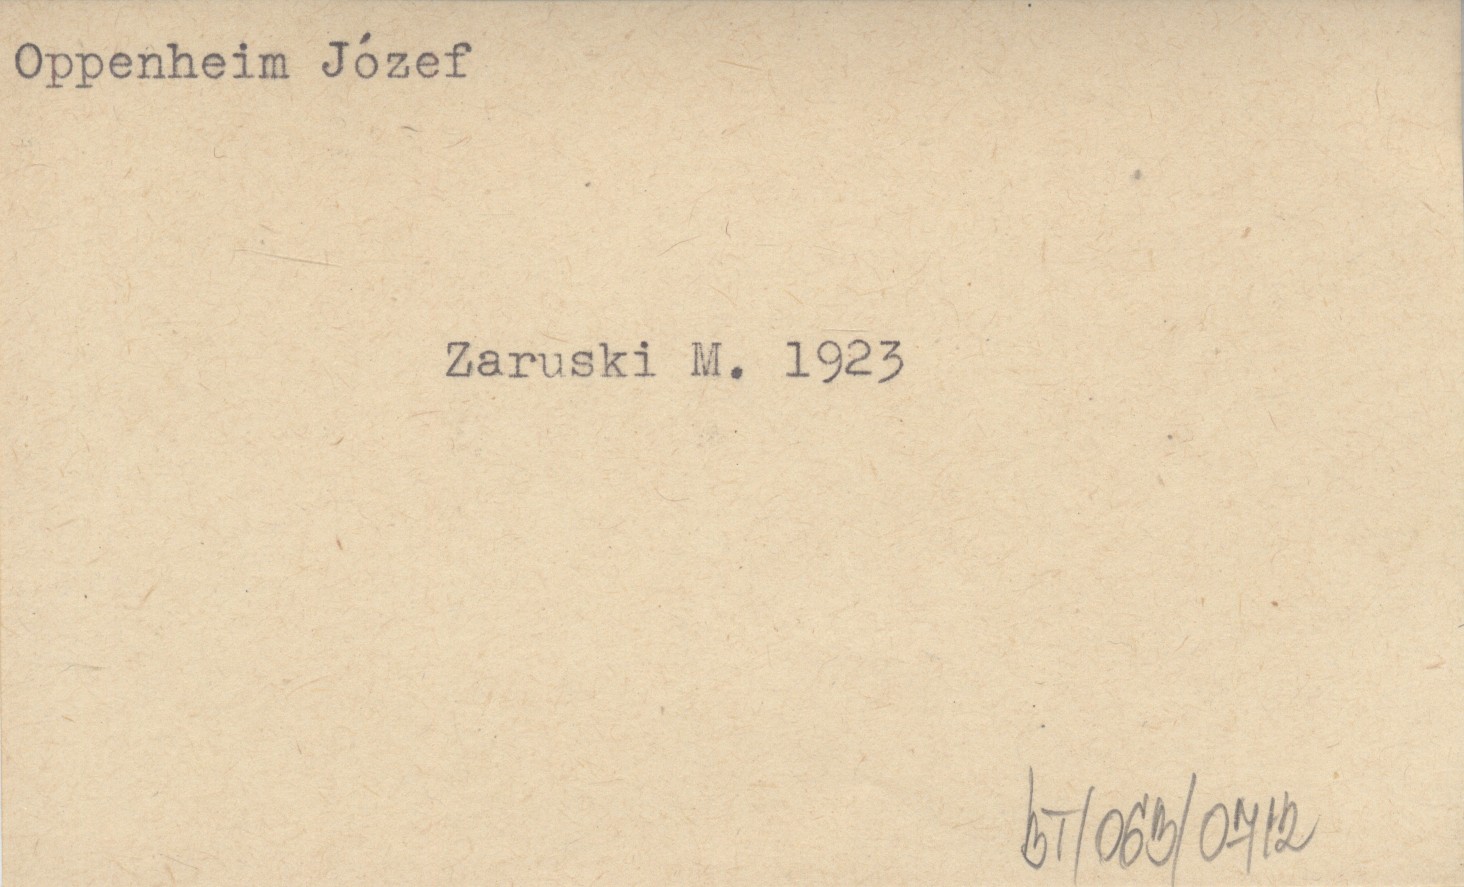 Oppenheim Józef
Zaruski M. 1923
BT/063/0712